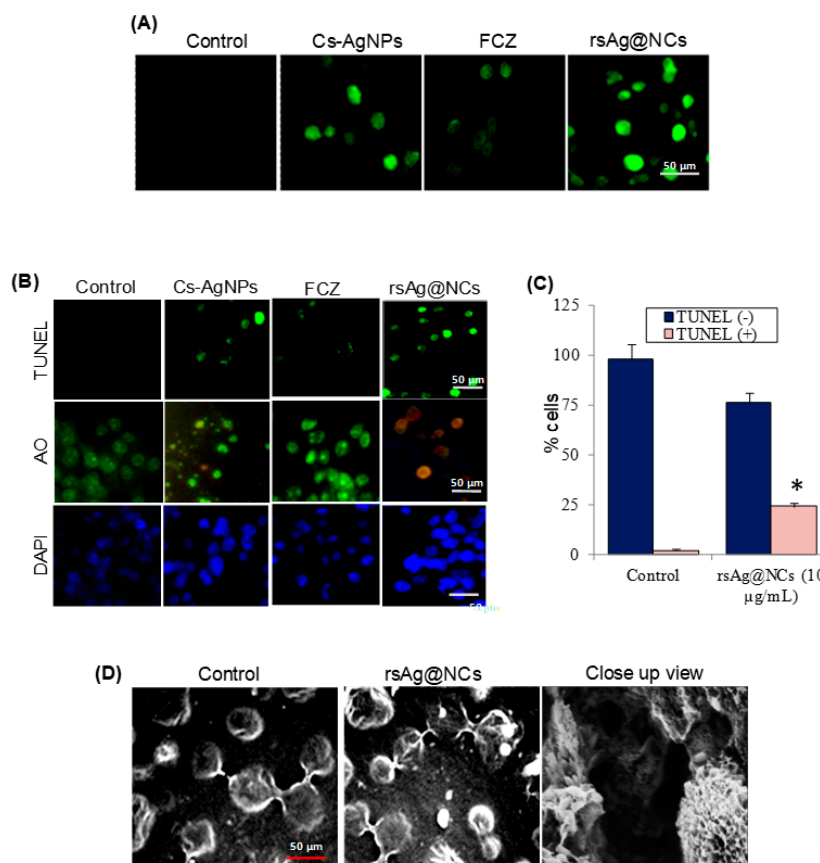 (A)
Control Cs-AgNPs FCZ rsAg@NCs
50 µm
(B)
Control Cs-AgNPs FCZ rsAg@NCs
TUNEL
50 µm
AO
50 µm
DAPI
(C)
125
TUNEL (-)
TUNEL (+)
100
75
50
25
0
% cells
*
Control rsAg@NCs (10
µg/mL)
(D)
Control rsAg@NCs Close up view
50 µm